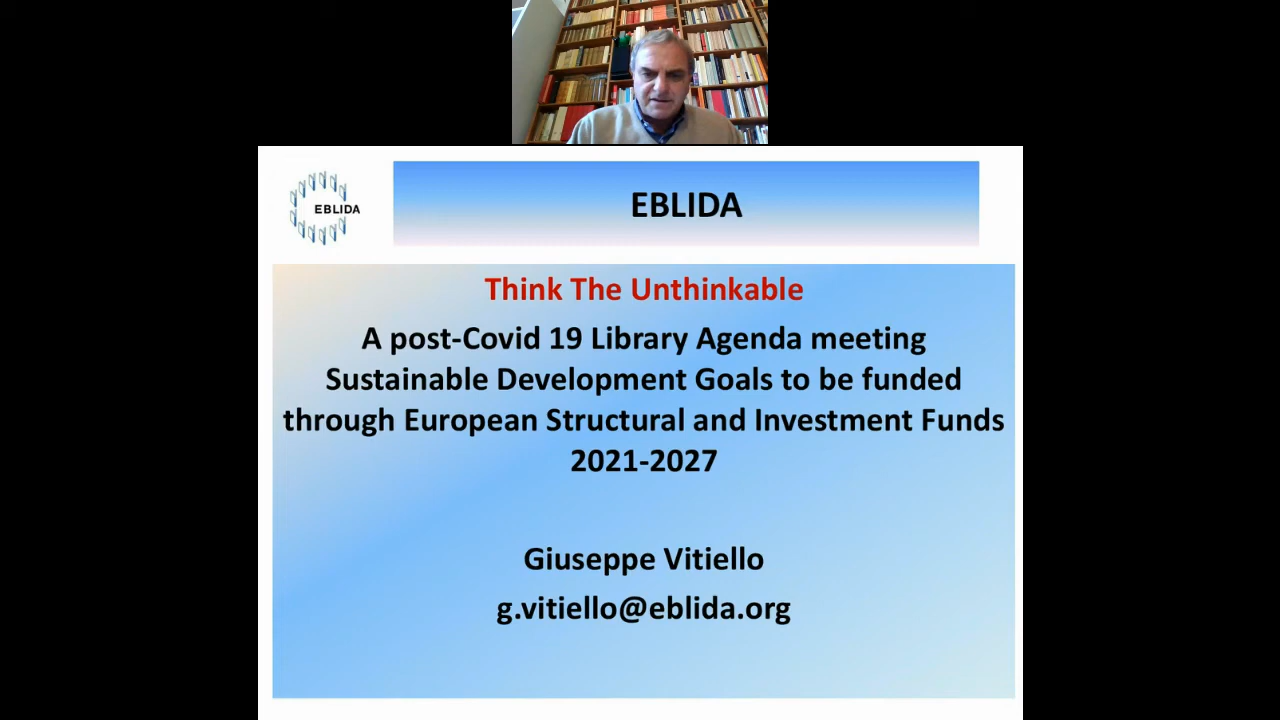 EBLIDA
EBLIDA
Think The Unthinkable
A post-Covid 19 Library Agenda meeting
Sustainable Development Goals to be funded
through European Structural and Investment Funds
2021-2027
Giuseppe Vitiello
g.vitiello@eblida.org